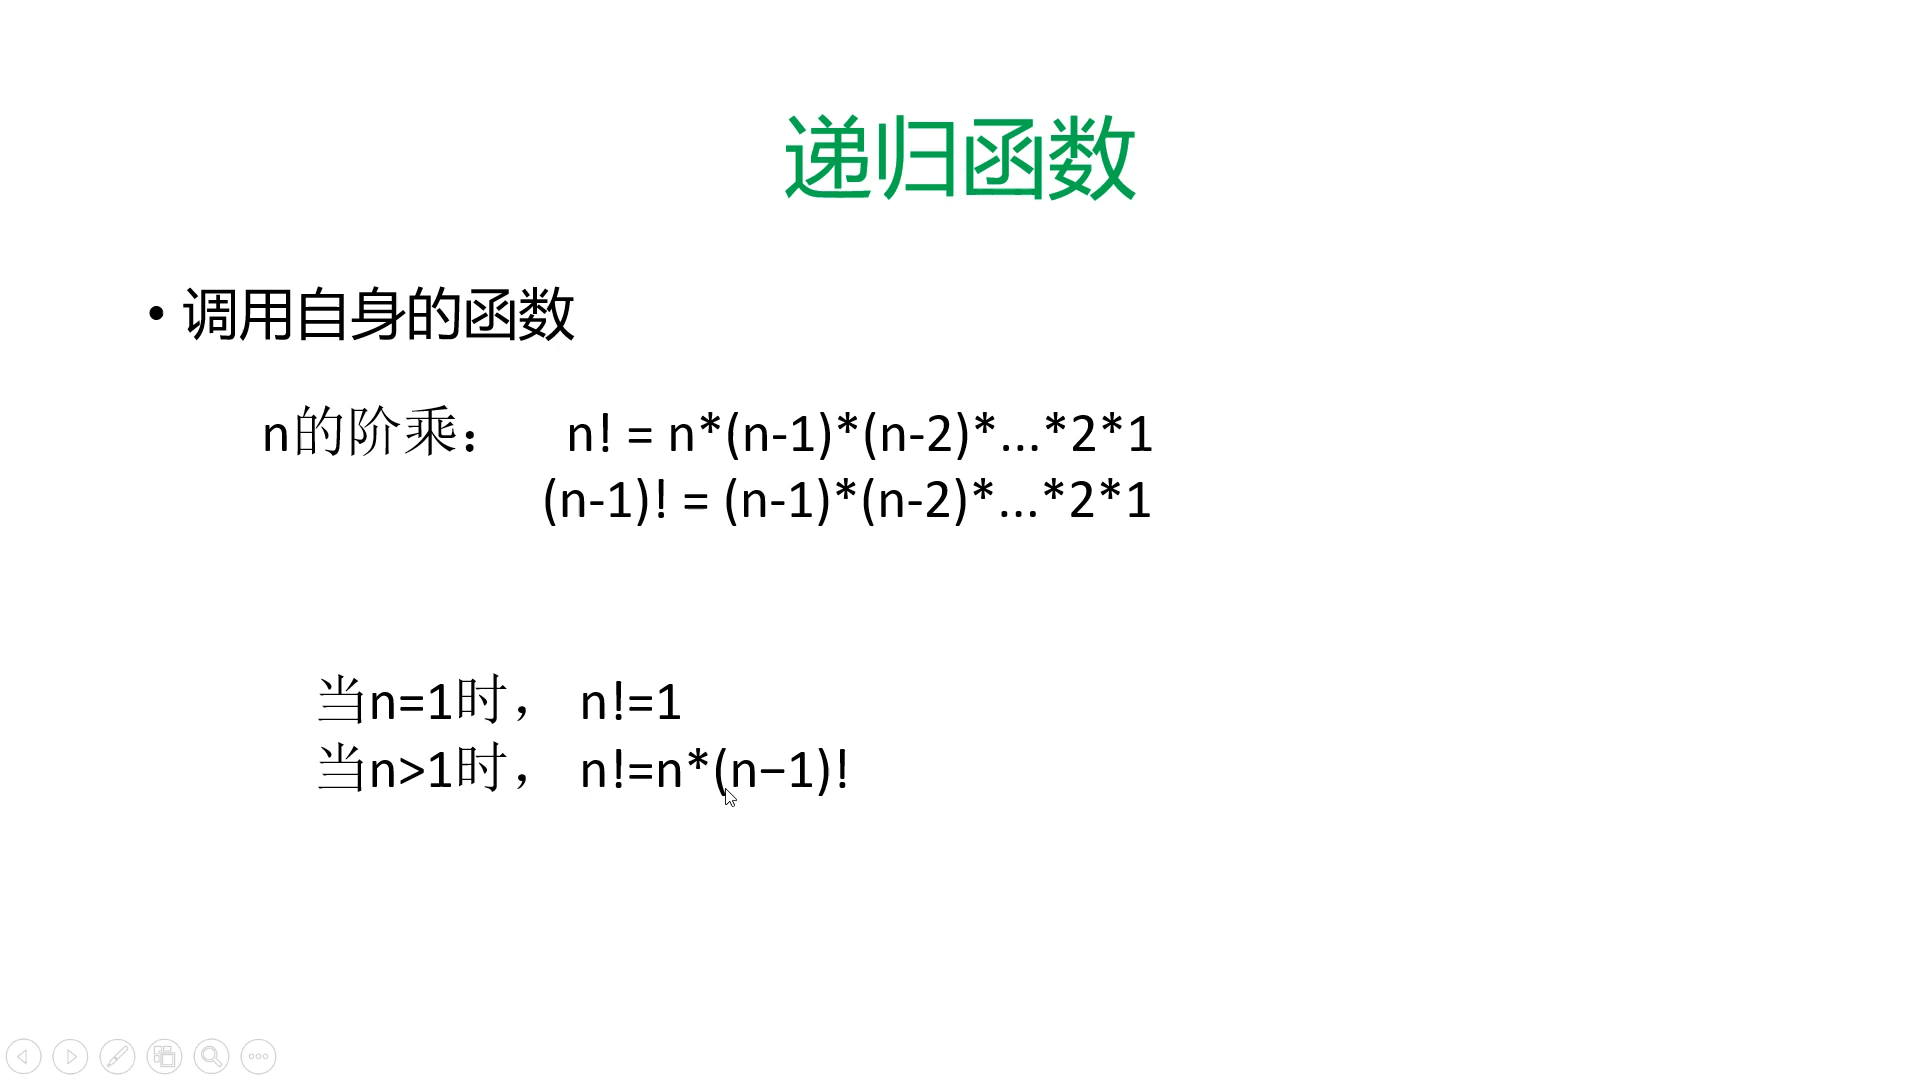 递归函数
• 调用自身的函数
n的阶乘： n! = n*(n-1)*(n-2)*...*2*1
(n-1)! = (n-1)*(n-2)*...*2*1
当n=1时， n!=1
当n>1时， n!=n*(n−1)!